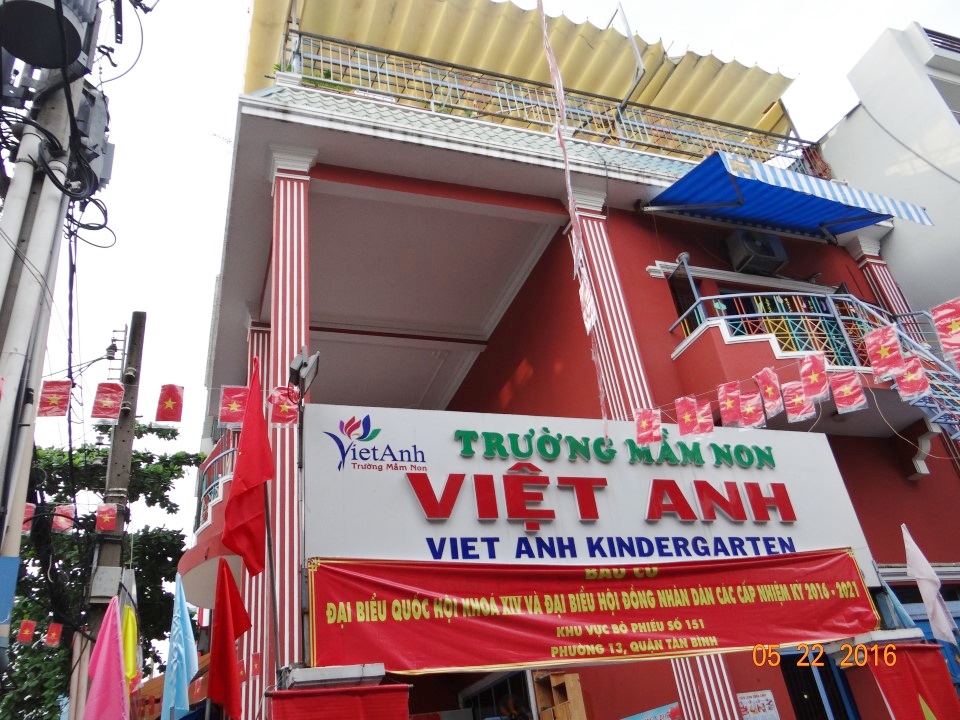 VietAnh
Trường Mầm Non
TRƯỜNG MẦM NON
VIỆT ANH
VIET ANH KINDERGARTEN
BẦU CỬ
ĐẠI BIỂU QUỐC HỘI KHOÁ XIV VÀ ĐẠI BIỂU HỘI ĐỒNG NHÂN DÂN CÁC CẤP NHIỆM KỲ 2016 - 2021
KHU VỰC BỎ PHIẾU SỐ 151
PHƯỜNG 13, QUẬN TÂN BÌNH
05 22 2016